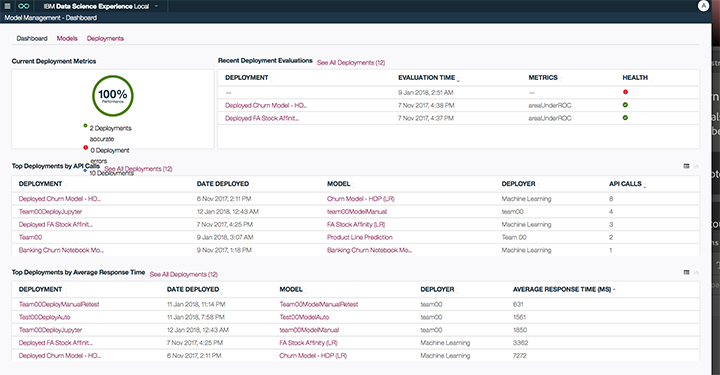 IBM Data Science Experience Local
A
Model Management - Dashboard
Dashboard Models Deployments
Current Deployment Metrics
100%
Performance
2 Deployments
accurate
0 Deployment
errors
10 Deployments
Recent Deployment Evaluations See All Deployments (12)
DEPLOYMENT EVALUATION TIME METRICS HEALTH
— 9 Jan 2018, 2:51 AM —
Deployed Churn Model - HD... 7 Nov 2017, 4:38 PM areaUnderROC
Deployed FA Stock Affinit... 7 Nov 2017, 4:37 PM areaUnderROC
Top Deployments by API Calls See All Deployments (12)
DEPLOYMENT DATE DEPLOYED MODEL DEPLOYER API CALLS
Deployed Churn Model - HD... 6 Nov 2017, 2:11 PM Churn Model - HDP (LR) Machine Learning 8
Team00DeployJupyter 12 Jan 2018, 12:43 AM team00ModelManual team00 4
Deployed FA Stock Affinit... 7 Nov 2017, 4:25 PM FA Stock Affinity (LR) Machine Learning 3
Team00 9 Jan 2018, 3:07 AM Product Line Prediction Team 00 2
Banking Churn Notebook Mo... 9 Nov 2017, 1:18 PM Banking Churn Notebook Mo... Machine Learning 1
Top Deployments by Average Response Time See All Deployments (12)
DEPLOYMENT DATE DEPLOYED MODEL DEPLOYER AVERAGE RESPONSE TIME (MS)
Team00DeployManualRetest 11 Jan 2018, 11:14 PM Team00ModelManualRetest team00 631
Test00DeployAuto 11 Jan 2018, 7:58 PM Test00ModelAuto team00 1561
Team00DeployJupyter 12 Jan 2018, 12:43 AM team00ModelManual team00 1850
Deployed FA Stock Affinit... 7 Nov 2017, 4:25 PM FA Stock Affinity (LR) Machine Learning 3362
Deployed Churn Model - HD... 6 Nov 2017, 2:11 PM Churn Model - HDP (LR) Machine Learning 7272